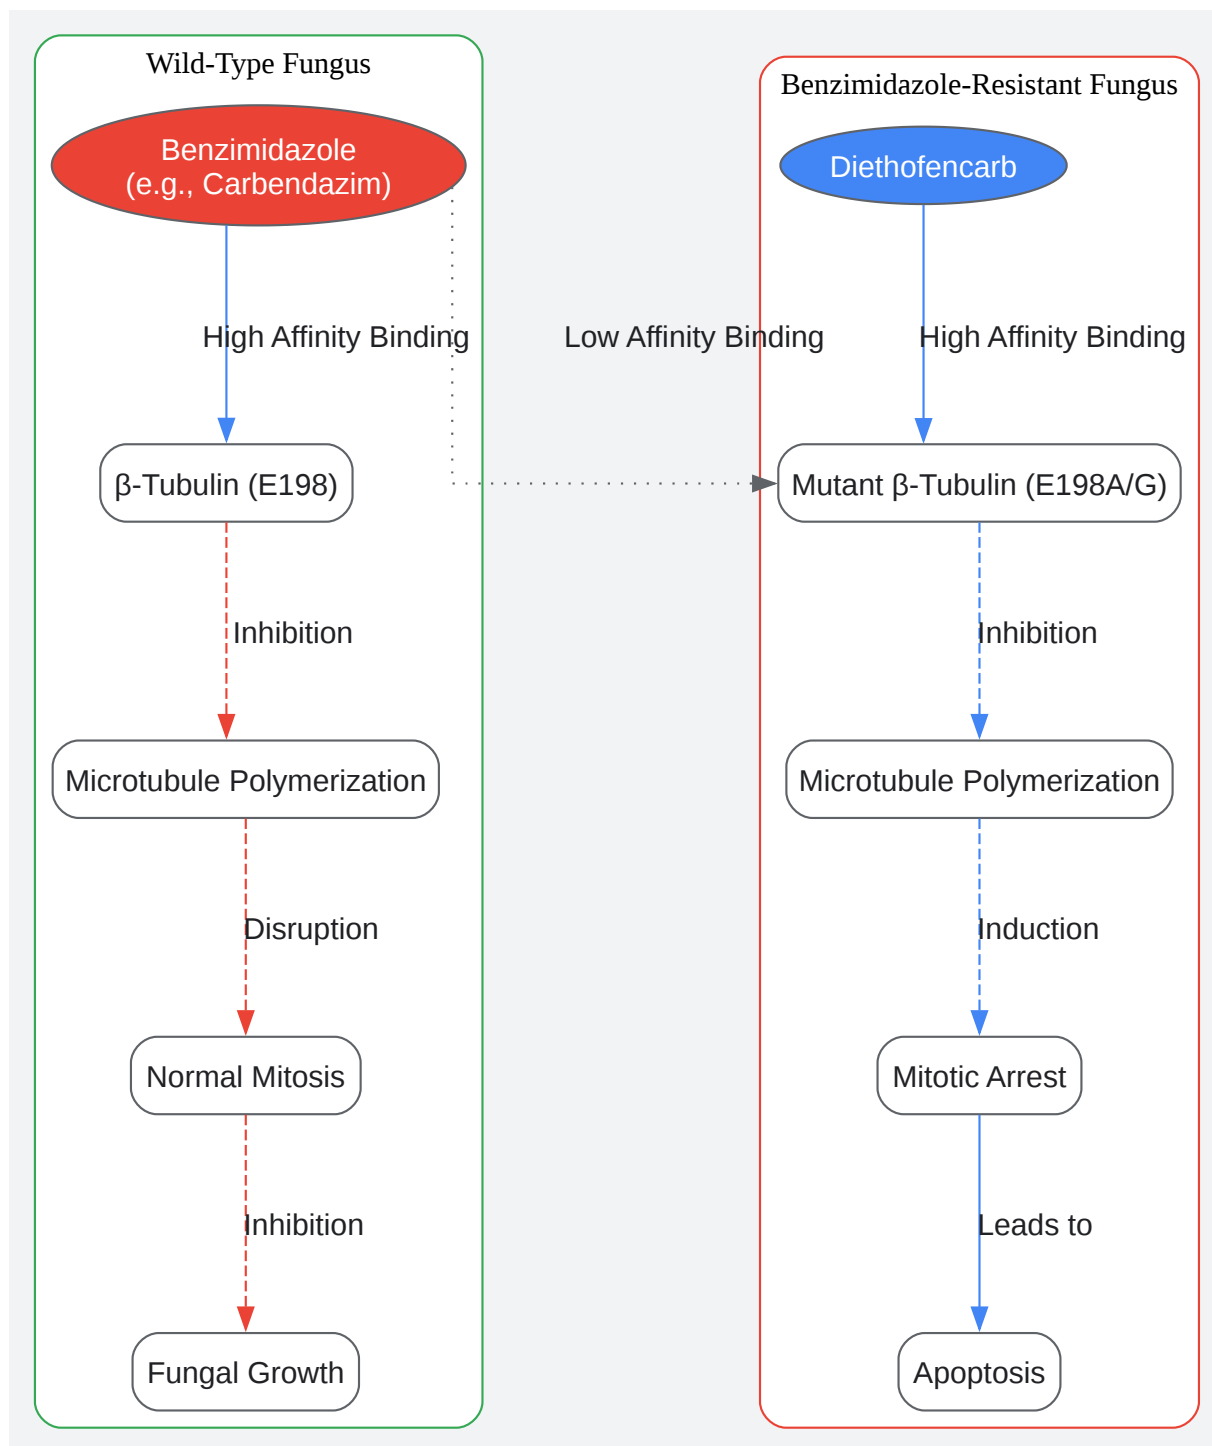 Wild-Type Fungus
Benzimidazole
(e.g., Carbendazim)
High Affinity Binding
β-Tubulin (E198)
Inhibition
Microtubule Polymerization
Disruption
Normal Mitosis
Inhibition
Fungal Growth
Low Affinity Binding
Benzimidazole-Resistant Fungus
Diethofencarb
High Affinity Binding
Mutant β-Tubulin (E198A/G)
Inhibition
Microtubule Polymerization
Induction
Mitotic Arrest
Leads to
Apoptosis